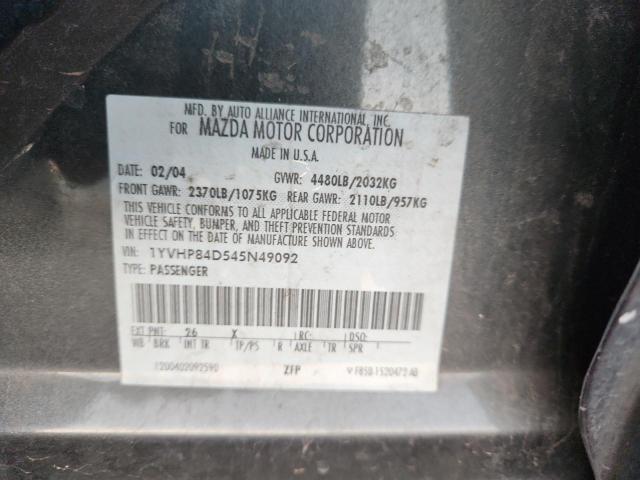 MFD. BY AUTO ALLIANCE INTERNATIONAL, INC.
FOR MAZDA MOTOR CORPORATION
MADE IN U.S.A.
DATE: 02/04 GVWR: 4480LB/2032KG
FRONT GAWR: 2370LB/1075KG REAR GAWR: 2110LB/957KG
THIS VEHICLE CONFORMS TO ALL APPLICABLE FEDERAL MOTOR
VEHICLE SAFETY, BUMPER, AND THEFT PREVENTION STANDARDS
IN EFFECT ON THE DATE OF MANUFACTURE SHOWN ABOVE.
VIN: 1YVHP84D545N49092
TYPE: PASSENGER
EXT PNT: 26 X RC: DSO:
WB BRK INT TR TP/PS R AXLE TR SPR
1200402092590 ZFP